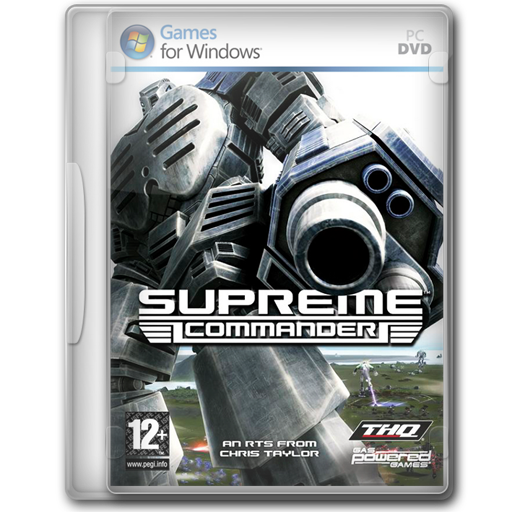 Games
for Windows
PC
DVD
SUPREME
COMMANDER
12+
www.pegi.info
AN RTS FROM
CHRIS TAYLOR
THQ
GAS
POWERED
GAMES